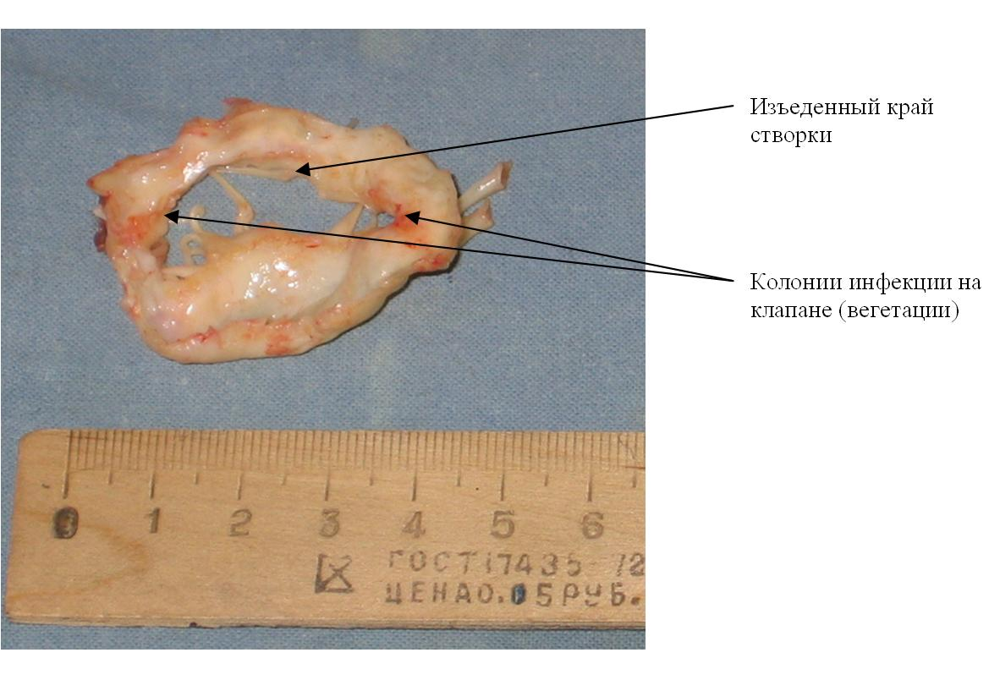 Изъеденный край
створки
Колонии инфекции на
клапане (вегетации)
0 1 2 3 4 5 6
ГОСТ 17435 72
ЦЕНА 0.05 РУБ.